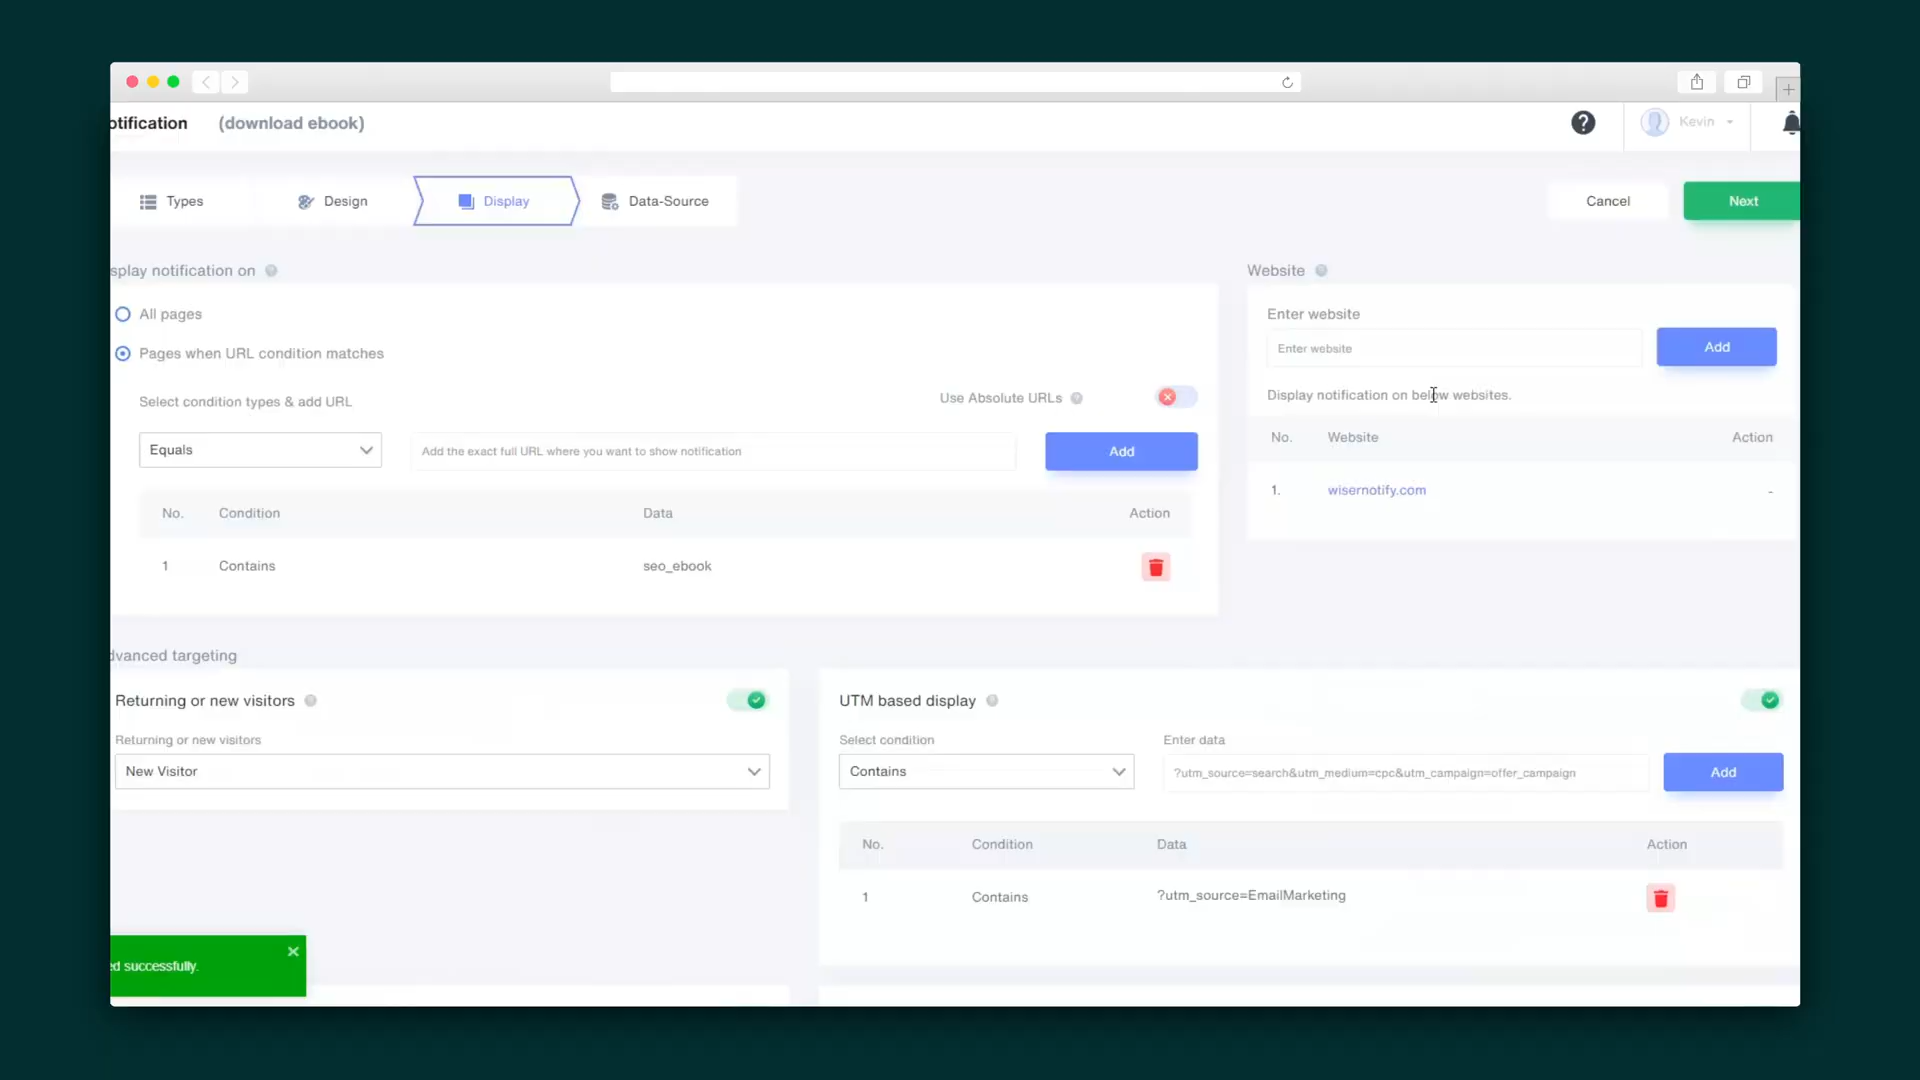 otification (download ebook)
Kevin
Types Design Display Data-Source
Cancel Next
splay notification on
All pages
Pages when URL condition matches
Select condition types & add URL
Use Absolute URLs
Equals
Add the exact full URL where you want to show notification
Add
No. Condition Data Action
1 Contains seo_ebook
Website
Enter website
Enter website
Add
Display notification on below websites.
No. Website Action
1. wisernotify.com -
dvanced targeting
Returning or new visitors
Returning or new visitors
New Visitor
UTM based display
Select condition
Contains
Enter data
?utm_source=search&utm_medium=cpc&utm_campaign=offer_campaign
Add
No. Condition Data Action
1 Contains ?utm_source=EmailMarketing
ed successfully.